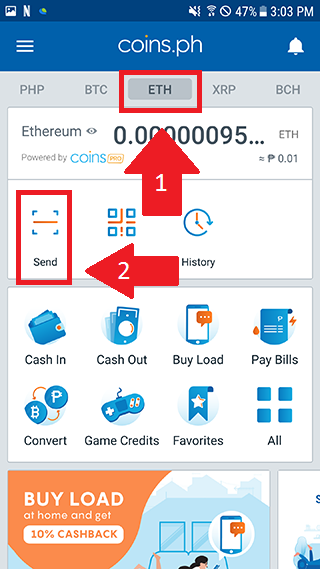 N 47% 3:03 PM
coins.ph
PHP BTC ETH XRP BCH
Ethereum 0.00000095... ETH
Powered by coins PRO ≈ ₱ 0.01
1
Send History
2
Cash In Cash Out Buy Load Pay Bills
Convert Game Credits Favorites All
BUY LOAD
at home and get
10% CASHBACK
S